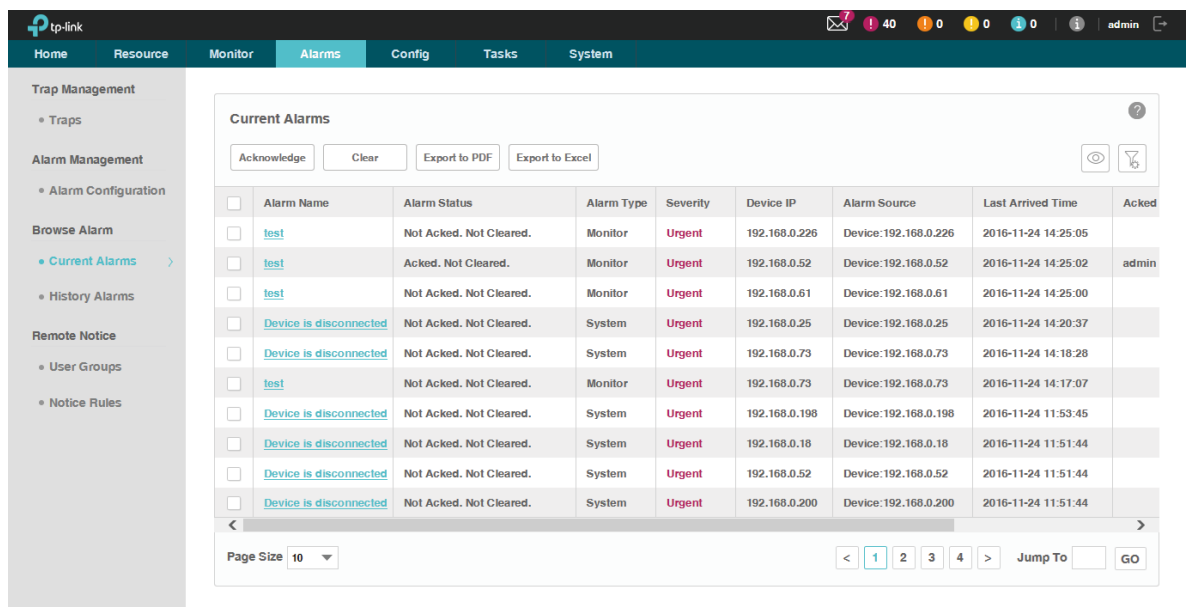 tp-link 7 40 0 0 0 admin
Home Resource Monitor Alarms Config Tasks System
Trap Management
Traps
Alarm Management
Alarm Configuration
Browse Alarm
Current Alarms
History Alarms
Remote Notice
User Groups
Notice Rules
Current Alarms
Acknowledge Clear Export to PDF Export to Excel
Alarm Name Alarm Status Alarm Type Severity Device IP Alarm Source Last Arrived Time Acked
test Not Acked. Not Cleared. Monitor Urgent 192.168.0.226 Device:192.168.0.226 2016-11-24 14:25:05
test Acked. Not Cleared. Monitor Urgent 192.168.0.52 Device:192.168.0.52 2016-11-24 14:25:02 admin
test Not Acked. Not Cleared. Monitor Urgent 192.168.0.61 Device:192.168.0.61 2016-11-24 14:25:00
Device is disconnected Not Acked. Not Cleared. System Urgent 192.168.0.25 Device:192.168.0.25 2016-11-24 14:20:37
Device is disconnected Not Acked. Not Cleared. System Urgent 192.168.0.73 Device:192.168.0.73 2016-11-24 14:18:28
test Not Acked. Not Cleared. Monitor Urgent 192.168.0.73 Device:192.168.0.73 2016-11-24 14:17:07
Device is disconnected Not Acked. Not Cleared. System Urgent 192.168.0.198 Device:192.168.0.198 2016-11-24 11:53:45
Device is disconnected Not Acked. Not Cleared. System Urgent 192.168.0.18 Device:192.168.0.18 2016-11-24 11:51:44
Device is disconnected Not Acked. Not Cleared. System Urgent 192.168.0.52 Device:192.168.0.52 2016-11-24 11:51:44
Device is disconnected Not Acked. Not Cleared. System Urgent 192.168.0.200 Device:192.168.0.200 2016-11-24 11:51:44
Page Size 10 < 1 2 3 4 > Jump To GO